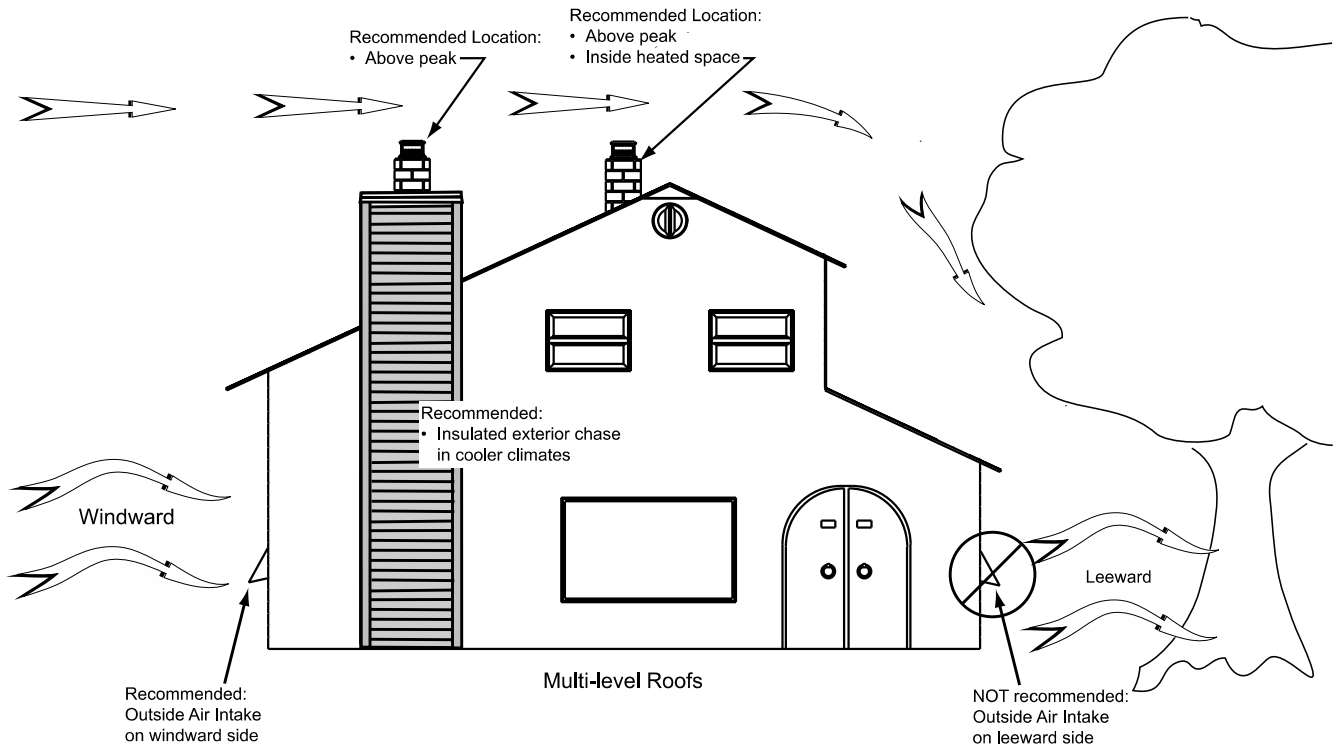 Recommended Location:
• Above peak
Recommended Location:
• Above peak
• Inside heated space
Recommended:
• Insulated exterior chase
in cooler climates
Windward
Leeward
Multi-level Roofs
Recommended:
Outside Air Intake
on windward side
NOT recommended:
Outside Air Intake
on leeward side